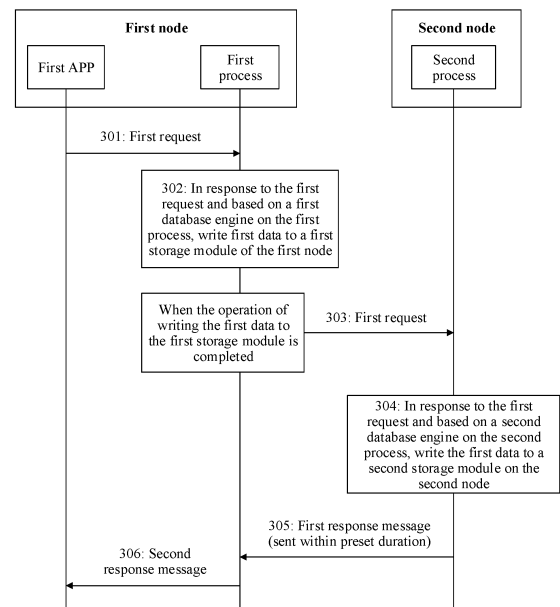 First node
Second node
First APP
First
process
Second
process
301: First request
302: In response to the first
request and based on a first
database engine on the first
process, write first data to a first
storage module of the first node
When the operation of
writing the first data to
the first storage module is
completed
303: First request
304: In response to the first
request and based on a second
database engine on the second
process, write the first data to a
second storage module on the
second node
305: First response message
(sent within preset duration)
306: Second
response message